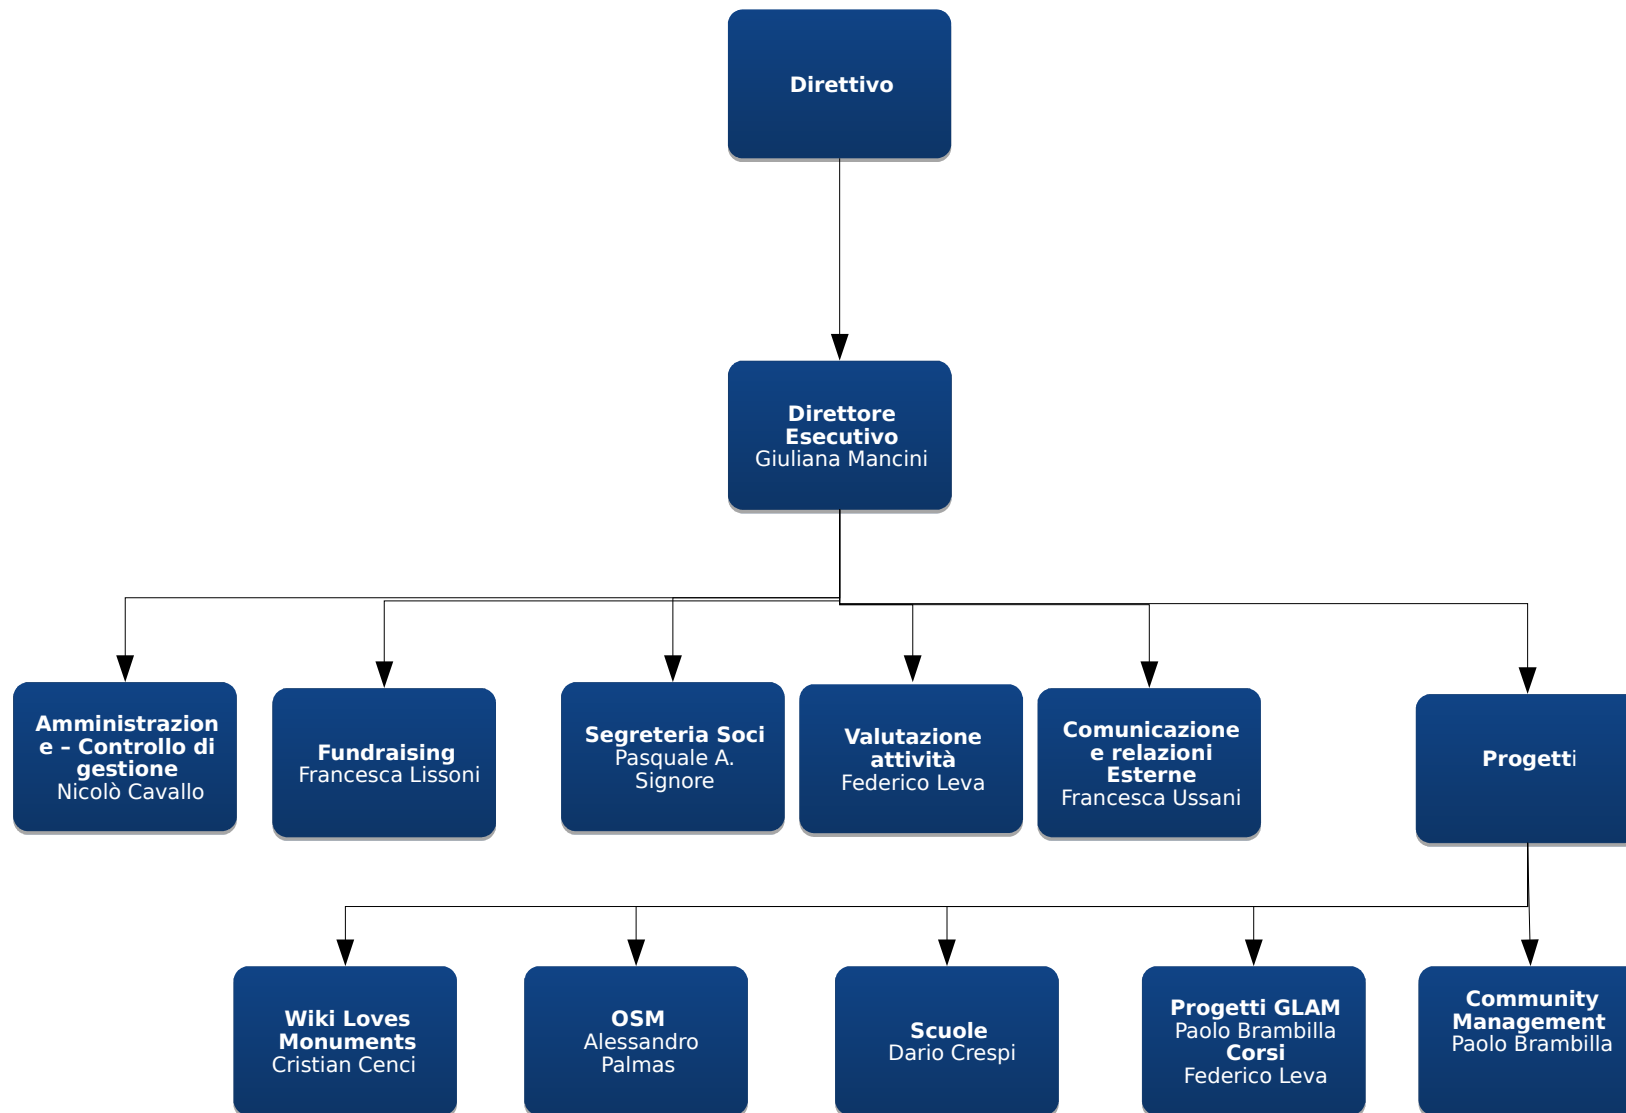 Direttivo
Direttore
Esecutivo
Giuliana Mancini
Amministrazion
e – Controllo di
gestione
Nicolò Cavallo
Fundraising
Francesca Lissoni
Segreteria Soci
Pasquale A.
Signore
Valutazione
attività
Federico Leva
Comunicazione
e relazioni
Esterne
Francesca Ussani
Progetti
Wiki Loves
Monuments
Cristian Cenci
OSM
Alessandro
Palmas
Scuole
Dario Crespi
Progetti GLAM
Paolo Brambilla
Corsi
Federico Leva
Community
Management
Paolo Brambilla